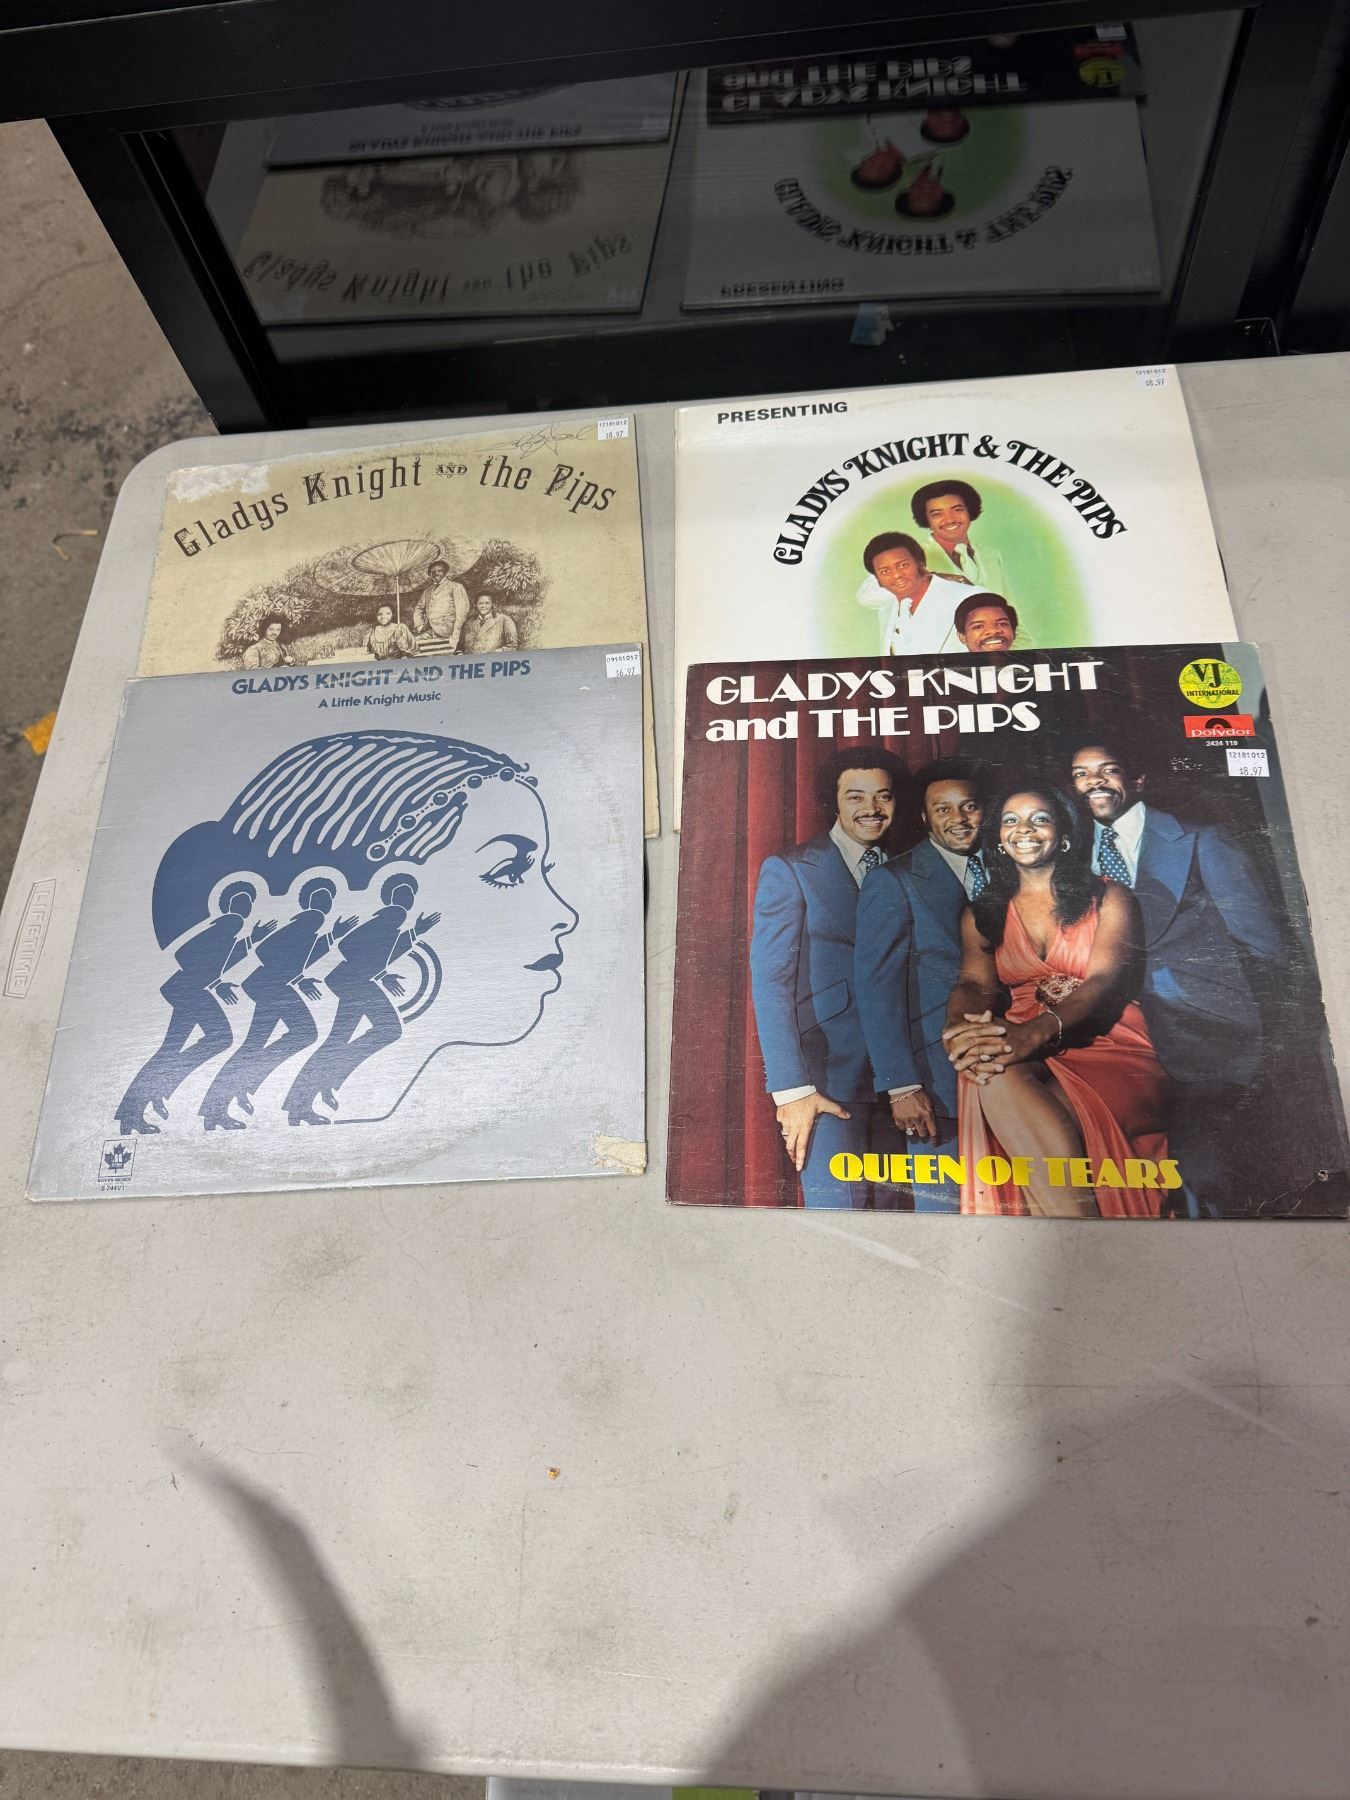 12181012
$8.97
Gladys Knight AND the Pips
12181012
$8.97
PRESENTING
GLADYS KNIGHT & THE PIPS
09181012
$6.97
GLADYS KNIGHT AND THE PIPS
A Little Knight Music
S 744V1
GLADYS KNIGHT
and THE PIPS
VJ
INTERNATIONAL
polydor
2424 119
12181012
$8.97
QUEEN OF TEARS
LIFETIME